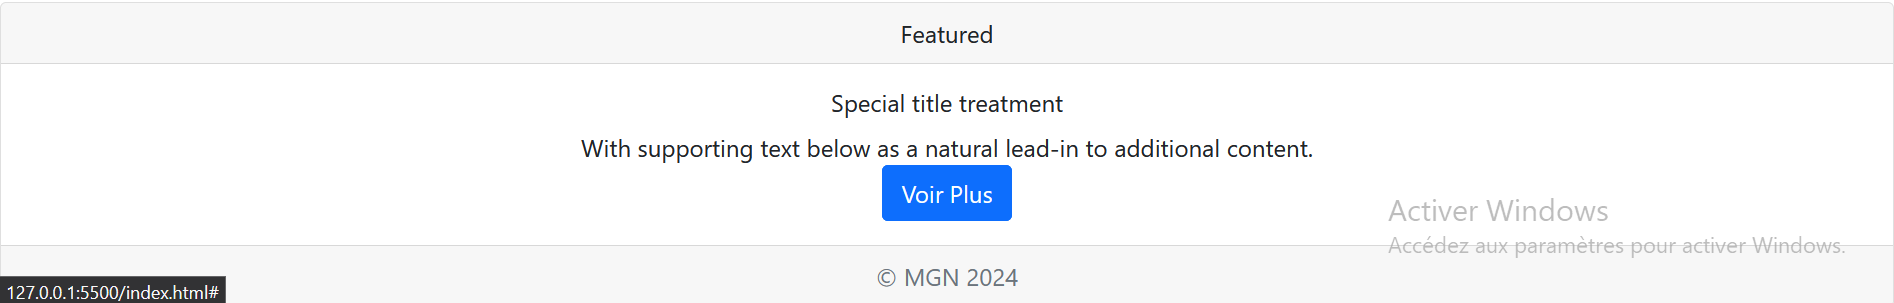 Featured
Special title treatment
With supporting text below as a natural lead-in to additional content.
Voir Plus
Activer Windows
Accédez aux paramètres pour activer Windows.
© MGN 2024
127.0.0.1:5500/index.html#